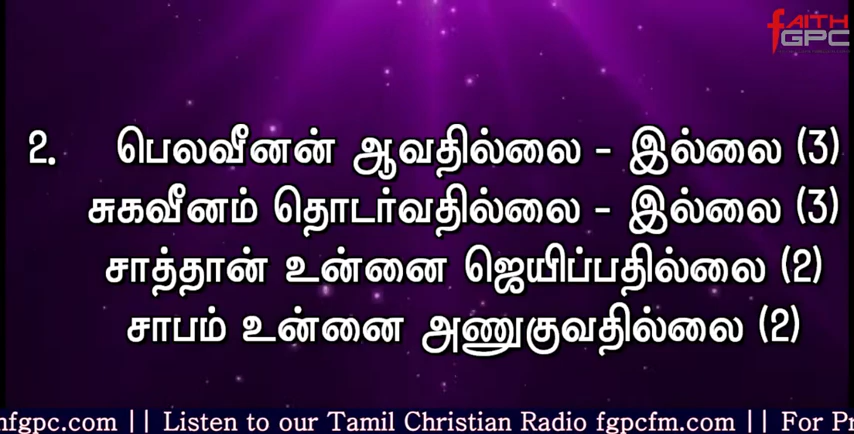 fAITH
GPC
2. பெலவீனன் ஆவதில்லை - இல்லை (3)
சுகவீனம் தொடர்வதில்லை - இல்லை (3)
சாத்தான் உன்னை ஜெயிப்பதில்லை (2)
சாபம் உன்னை அணுகுவதில்லை (2)
nfgpc.com || Listen to our Tamil Christian Radio fgpcfm.com || For Pr